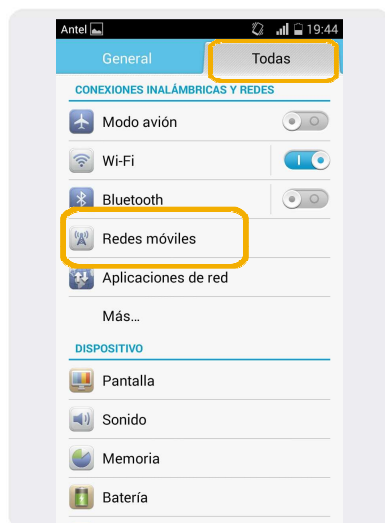 Antel 19:44
General Todas
CONEXIONES INALÁMBRICAS Y REDES
Modo avión
Wi-Fi
Bluetooth
Redes móviles
Aplicaciones de red
Más...
DISPOSITIVO
Pantalla
Sonido
Memoria
Batería